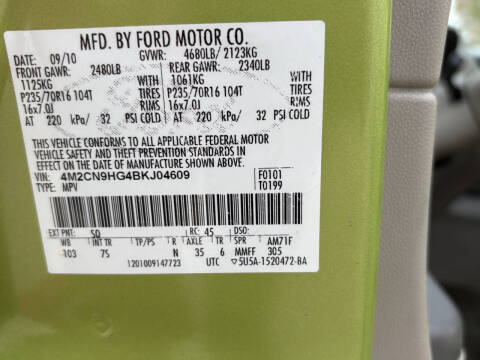 MFD. BY FORD MOTOR CO.
DATE: 09/10 GVWR: 4680LB/ 2123KG
FRONT GAWR: 2480LB REAR GAWR: 2340LB
1125KG WITH 1061KG WITH
P235/70R16 104T TIRES P235/70R16 104T TIRES
16x7.0J RIMS 16x7.0J RIMS
AT 220 kPa/ 32 PSI COLD AT 220 kPa/ 32 PSI COLD
THIS VEHICLE CONFORMS TO ALL APPLICABLE FEDERAL MOTOR
VEHICLE SAFETY AND THEFT PREVENTION STANDARDS IN
EFFECT ON THE DATE OF MANUFACTURE SHOWN ABOVE.
VIN: 4M2CN9HG4BKJ04609 F0101
TYPE: MPV T0199
EXT PNT: SQ RC: 45 DSO:
WB INT TR TP/PS R AXLE TR SPR AM71F
103 7S N 35 6 MMFF 305
1201009147723 UTC ▽5U5A-1520472-BA